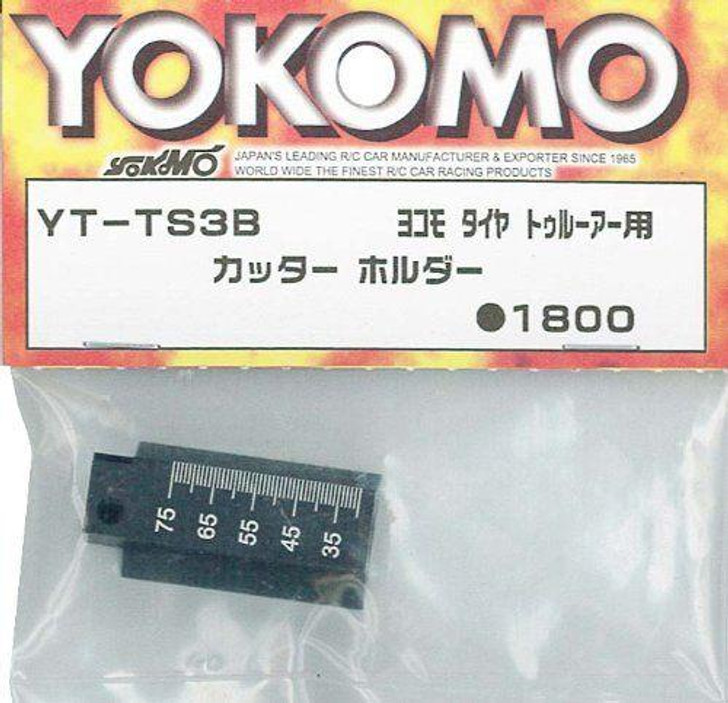 YOKOMO
YOKOMO JAPAN'S LEADING R/C CAR MANUFACTURER & EXPORTER SINCE 1965
WORLD WIDE THE FINEST R/C CAR RACING PRODUCTS
YT-TS3B ヨコモ タイヤ トゥルーアー用
カッター ホルダー
●1800
75 65 55 45 35